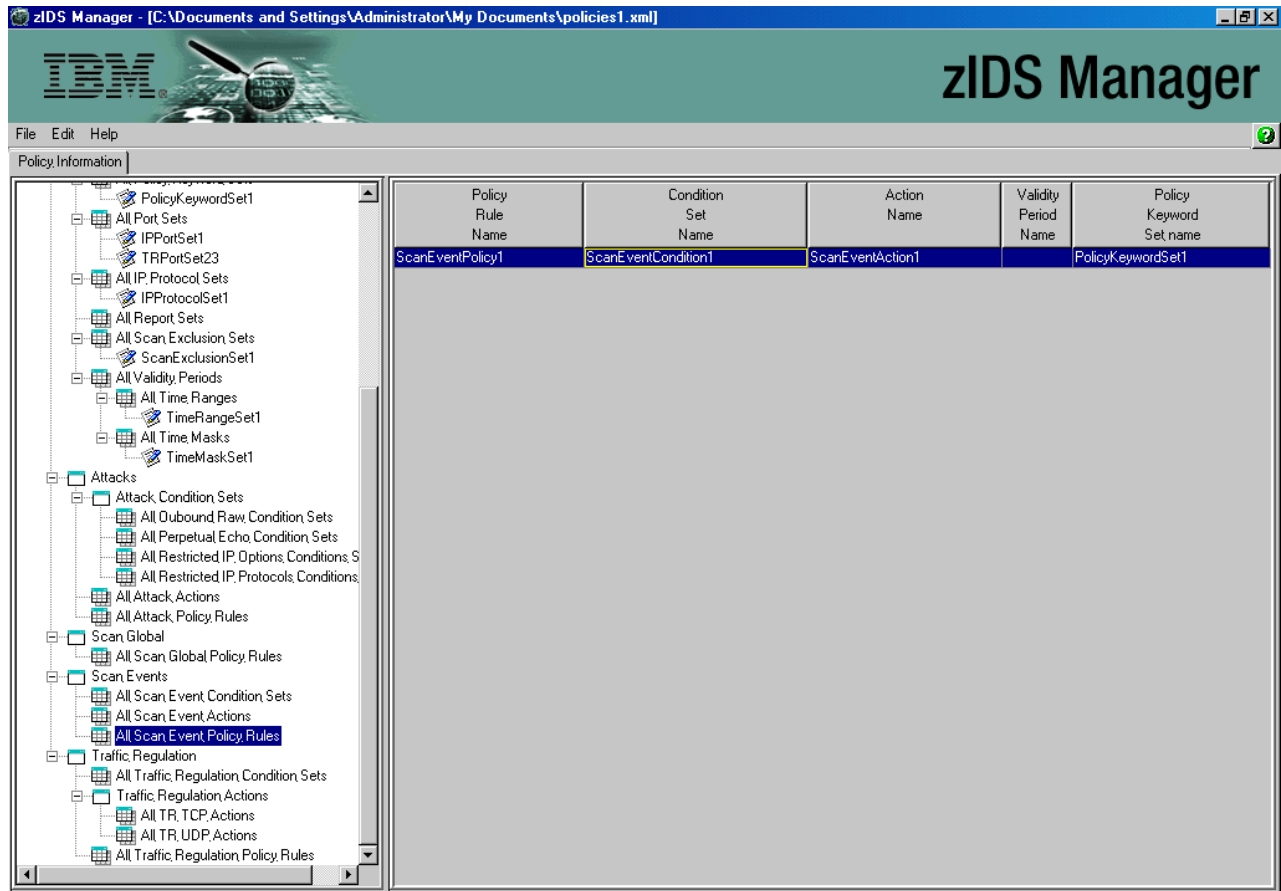 zIDS Manager - [C:\Documents and Settings\Administrator\My Documents\policies1.xml]
IBM®
zIDS Manager
File Edit Help
Policy Information
PolicyKeywordSet1
All Port Sets
IPPortSet1
TRPortSet23
All IP Protocol Sets
IPProtocolSet1
All Report Sets
All Scan Exclusion Sets
ScanExclusionSet1
All Validity Periods
All Time Ranges
TimeRangeSet1
All Time Masks
TimeMaskSet1
Attacks
Attack Condition Sets
All Oubound Raw Condition Sets
All Perpetual Echo Condition Sets
All Restricted IP Options Conditions S
All Restricted IP Protocols Conditions
All Attack Actions
All Attack Policy Rules
Scan Global
All Scan Global Policy Rules
Scan Events
All Scan Event Condition Sets
All Scan Event Actions
All Scan Event Policy Rules
Traffic Regulation
All Traffic Regulation Condition Sets
Traffic Regulation Actions
All TR TCP Actions
All TR UDP Actions
All Traffic Regulation Policy Rules
Policy Rule Name
Condition Set Name
Action Name
Validity Period Name
Policy Keyword Set name
ScanEventPolicy1 ScanEventCondition1 ScanEventAction1 PolicyKeywordSet1